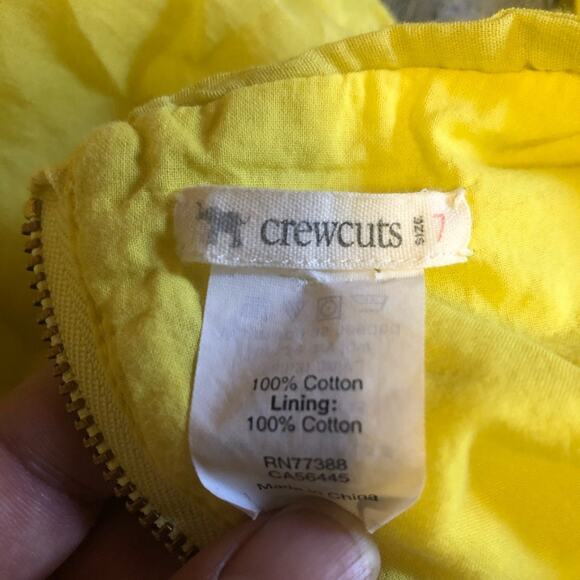 crewcuts SIZE 7
100% Cotton
Lining:
100% Cotton
RN77388
CA56445
Made in China